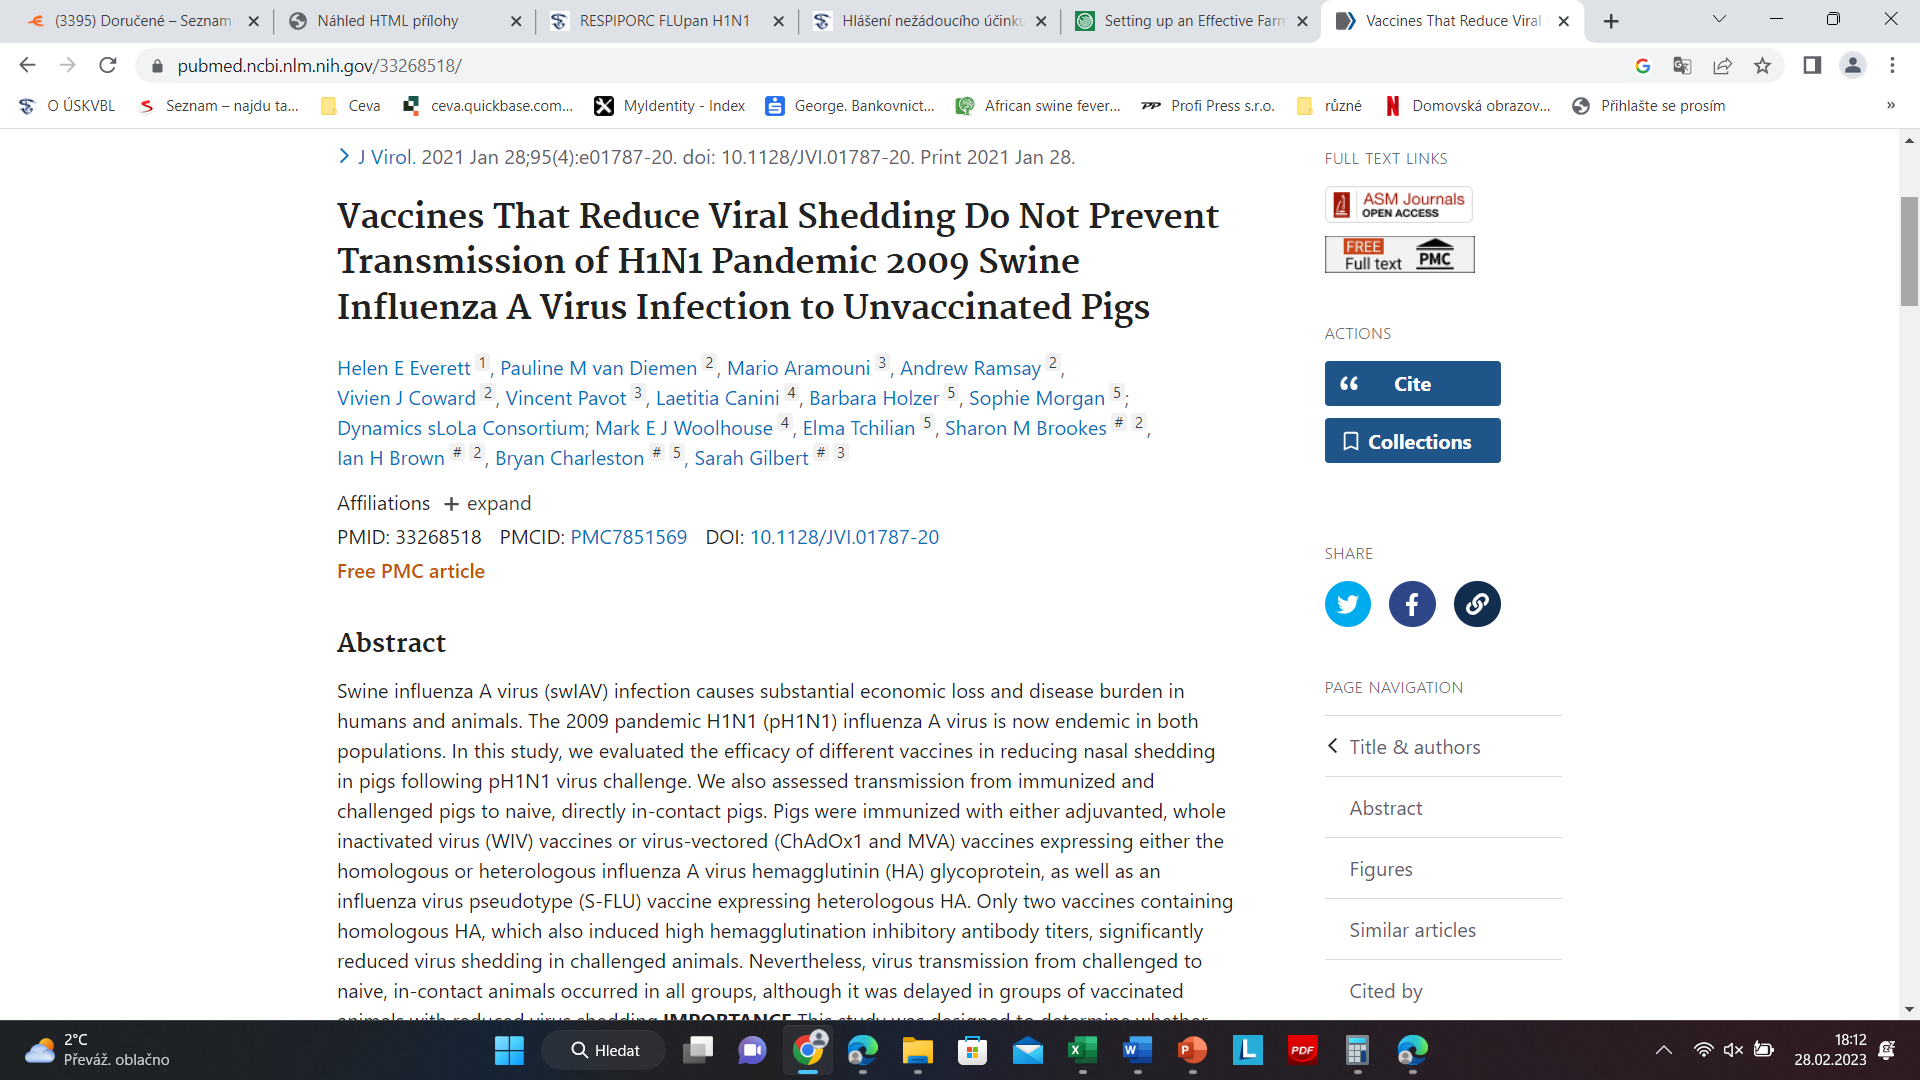 (3395) Doručené – Seznam
Náhled HTML přílohy
RESPIPORC FLUpan H1N1
Hlášení nežádoucího účinku
Setting up an Effective Farm
Vaccines That Reduce Viral
pubmed.ncbi.nlm.nih.gov/33268518/
O ÚSKVBL
Seznam – najdu ta...
Ceva
ceva.quickbase.com...
MyIdentity - Index
George. Bankovnict...
African swine fever...
Profi Press s.r.o.
různé
Domovská obrazov...
Přihlašte se prosím
»
> J Virol. 2021 Jan 28;95(4):e01787-20. doi: 10.1128/JVI.01787-20. Print 2021 Jan 28.
Vaccines That Reduce Viral Shedding Do Not Prevent
Transmission of H1N1 Pandemic 2009 Swine
Influenza A Virus Infection to Unvaccinated Pigs
Helen E Everett 1, Pauline M van Diemen 2, Mario Aramouni 3, Andrew Ramsay 2,
Vivien J Coward 2, Vincent Pavot 3, Laetitia Canini 4, Barbara Holzer 5, Sophie Morgan 5;
Dynamics sLoLa Consortium; Mark E J Woolhouse 4, Elma Tchilian 5, Sharon M Brookes # 2,
Ian H Brown # 2, Bryan Charleston # 5, Sarah Gilbert # 3
Affiliations + expand
PMID: 33268518 PMCID: PMC7851569 DOI: 10.1128/JVI.01787-20
Free PMC article
Abstract
Swine influenza A virus (swIAV) infection causes substantial economic loss and disease burden in
humans and animals. The 2009 pandemic H1N1 (pH1N1) influenza A virus is now endemic in both
populations. In this study, we evaluated the efficacy of different vaccines in reducing nasal shedding
in pigs following pH1N1 virus challenge. We also assessed transmission from immunized and
challenged pigs to naive, directly in-contact pigs. Pigs were immunized with either adjuvanted, whole
inactivated virus (WIV) vaccines or virus-vectored (ChAdOx1 and MVA) vaccines expressing either the
homologous or heterologous influenza A virus hemagglutinin (HA) glycoprotein, as well as an
influenza virus pseudotype (S-FLU) vaccine expressing heterologous HA. Only two vaccines containing
homologous HA, which also induced high hemagglutination inhibitory antibody titers, significantly
reduced virus shedding in challenged animals. Nevertheless, virus transmission from challenged to
naive, in-contact animals occurred in all groups, although it was delayed in groups of vaccinated
animals with reduced virus shedding.IMPORTANCE This study was designed to determine whether
FULL TEXT LINKS
ASM Journals
OPEN ACCESS
FREE
Full text PMC
ACTIONS
Cite
Collections
SHARE
PAGE NAVIGATION
Title & authors
Abstract
Figures
Similar articles
Cited by
2°C
Převáž. oblačno
Hledat
PDF
18:12
28.02.2023